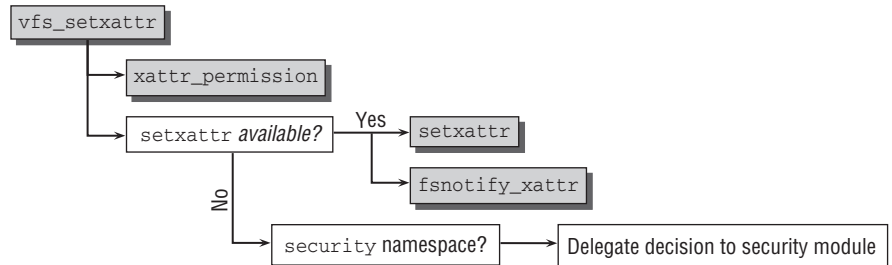 vfs_setxattr
xattr_permission
setxattr available?
Yes
setxattr
fsnotify_xattr
No
security namespace?
Delegate decision to security module